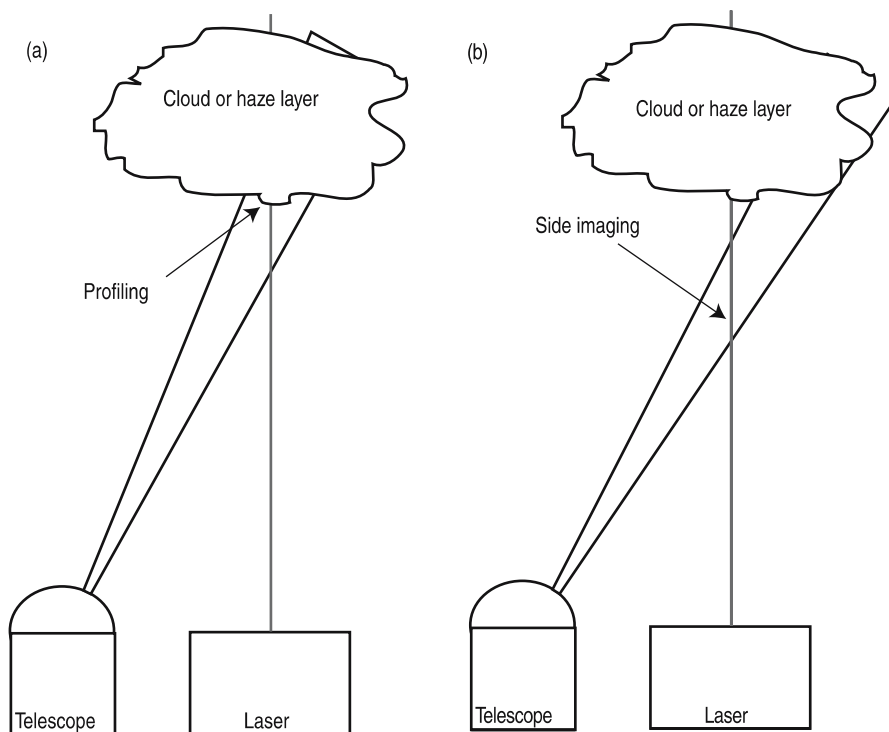 (a)
Cloud or haze layer
Profiling
Telescope
Laser
(b)
Cloud or haze layer
Side imaging
Telescope
Laser